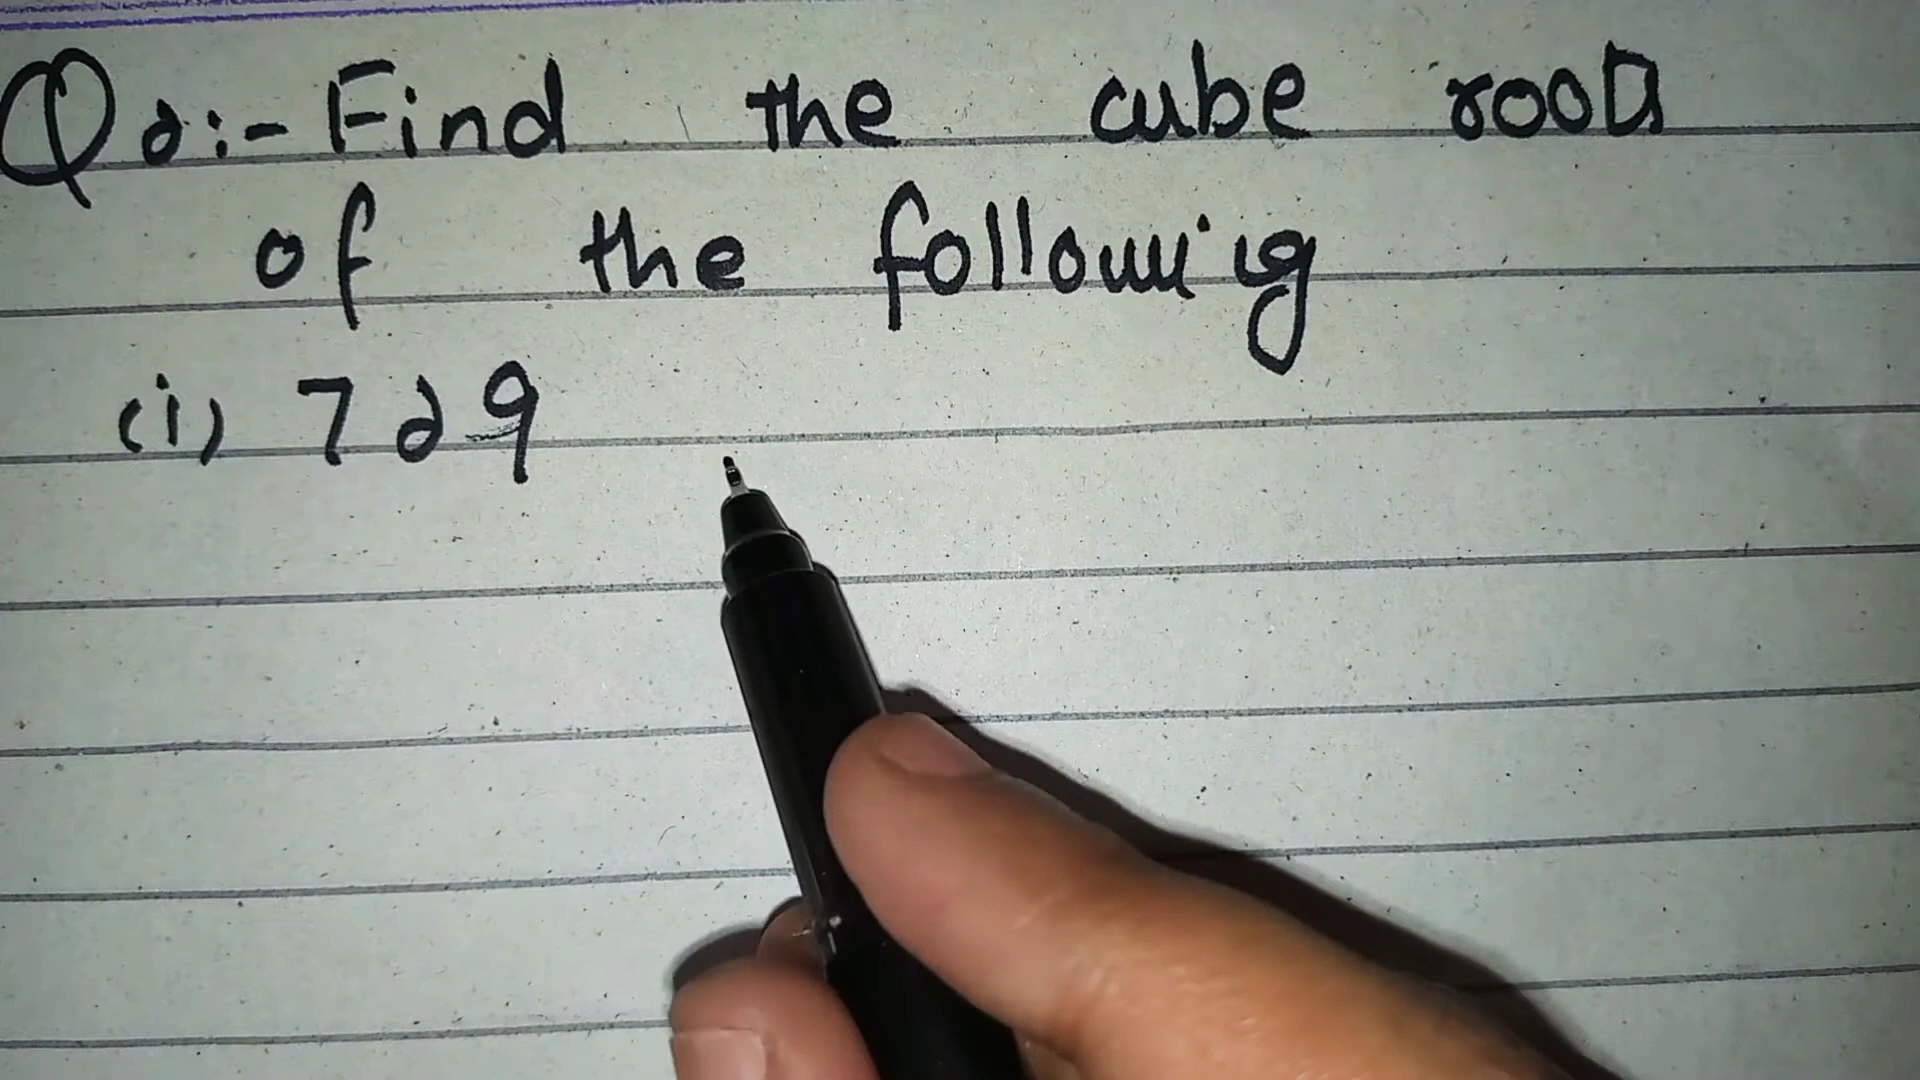 Q2:- Find the cube roots
of the following
(i) 729